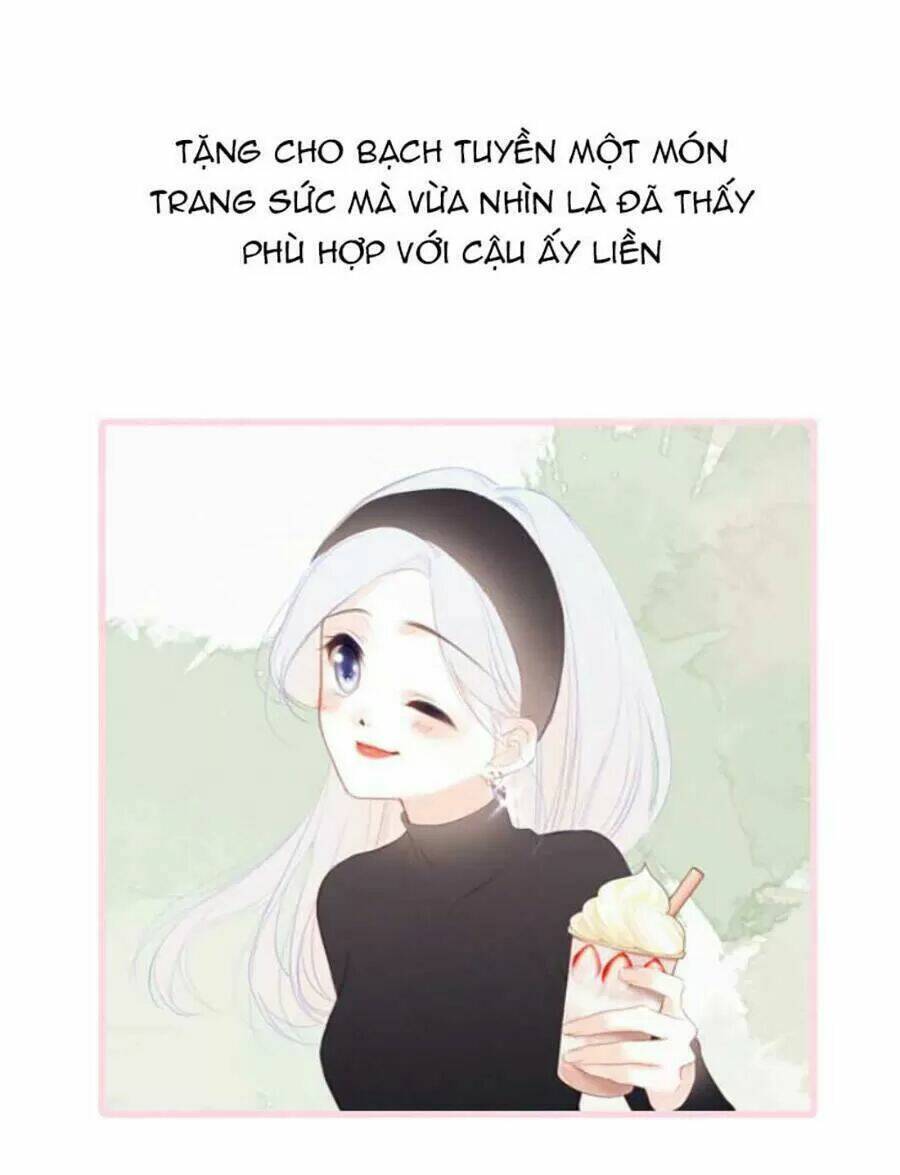 TẶNG CHO BẠCH TUYỀN MỘT MÓN
TRANG SỨC MÀ VỪA NHÌN LÀ ĐÃ THẤY
PHÙ HỢP VỚI CẬU ẤY LIỀN